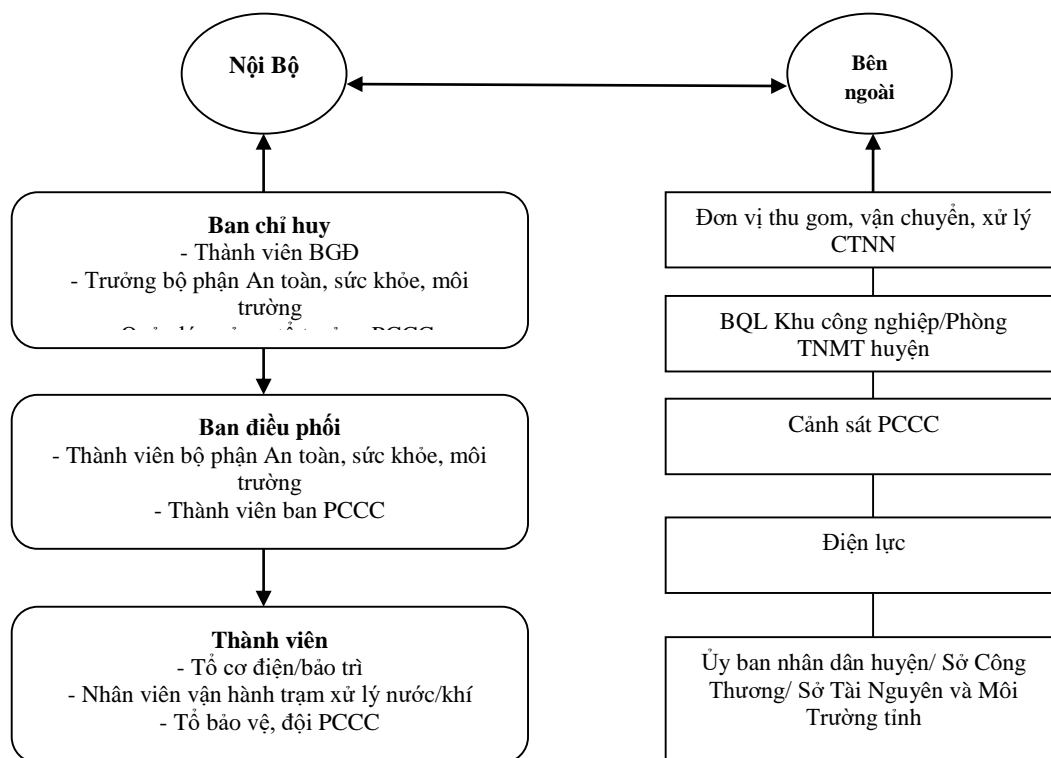 Nội Bộ
Bên
ngoài
Ban chỉ huy
- Thành viên BGĐ
- Trưởng bộ phận An toàn, sức khỏe, môi
trường
Ban điều phối
- Thành viên bộ phận An toàn, sức khỏe, môi
trường
- Thành viên ban PCCC
Thành viên
- Tổ cơ điện/bảo trì
- Nhân viên vận hành trạm xử lý nước/khí
- Tổ bảo vệ, đội PCCC
Đơn vị thu gom, vận chuyển, xử lý
CTNN
BQL Khu công nghiệp/Phòng
TNMT huyện
Cảnh sát PCCC
Điện lực
Ủy ban nhân dân huyện/ Sở Công
Thương/ Sở Tài Nguyên và Môi
Trường tỉnh